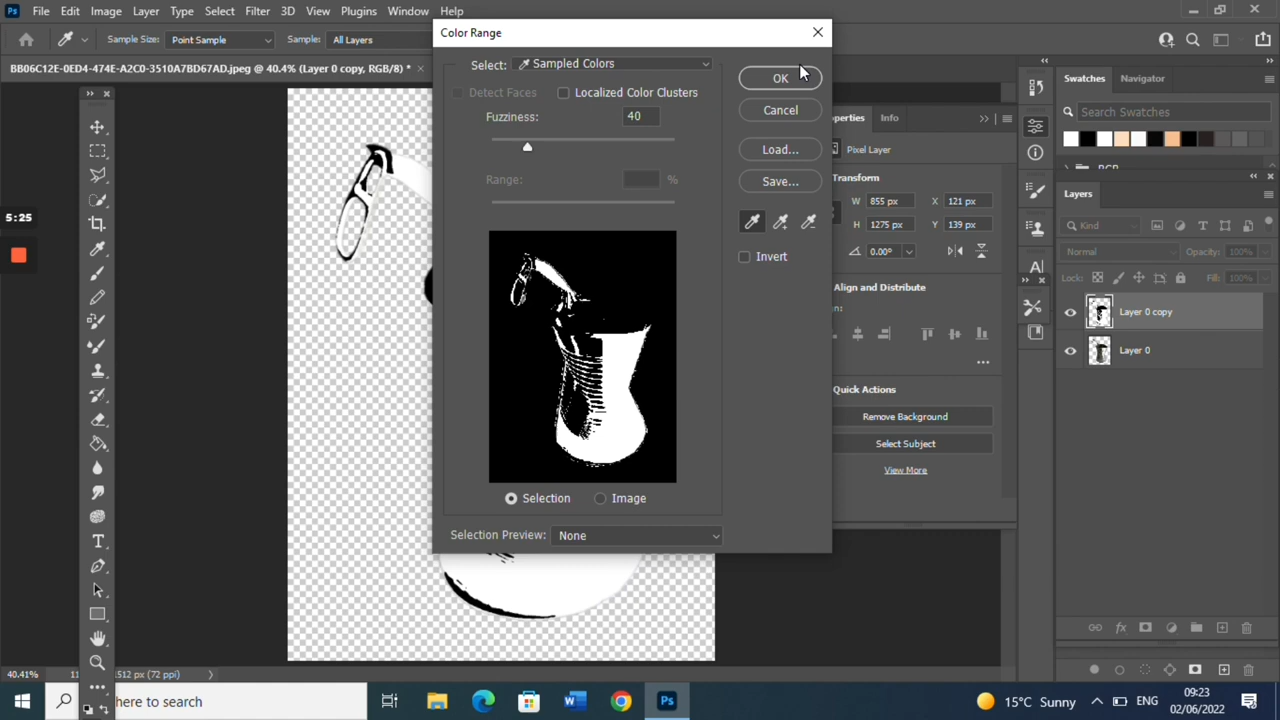 Ps File Edit Image Layer Type Select Filter 3D View Plugins Window Help
Color Range
Sample Size: Point Sample Sample: All Layers
BB06C12E-0ED4-474E-A2C0-3510A7BD67AD.jpeg @ 40.4% (Layer 0 copy, RGB/8) *
Select: Sampled Colors
Detect Faces Localized Color Clusters
Fuzziness: 40
Range: %
OK
Cancel
Load...
Save...
Invert
Selection Image
Selection Preview: None
5:25
operties Info
Pixel Layer
Transform
W 855 px X 121 px
H 1275 px Y 139 px
0.00°
Align and Distribute
n:
Quick Actions
Remove Background
Select Subject
View More
Swatches Navigator
Search Swatches
RGB
Layers
Kind
Normal Opacity: 100%
Lock: Fill: 100%
Layer 0 copy
Layer 0
40.41% 11 512 px (72 ppi)
here to search
15°C Sunny ENG 09:23
02/06/2022